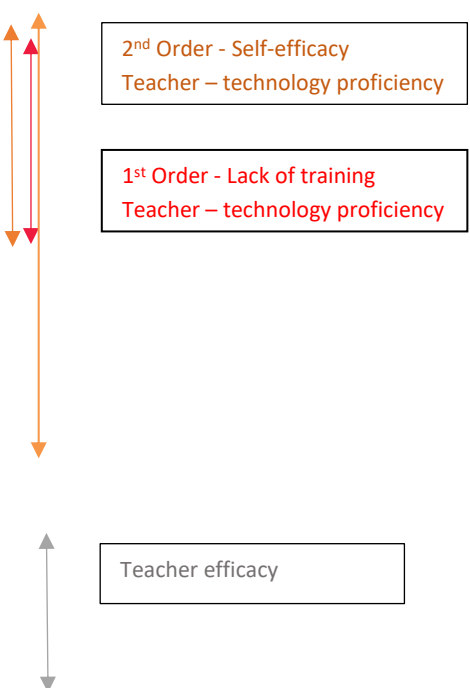 2nd Order - Self-efficacy
Teacher – technology proficiency
1st Order - Lack of training
Teacher – technology proficiency
Teacher efficacy